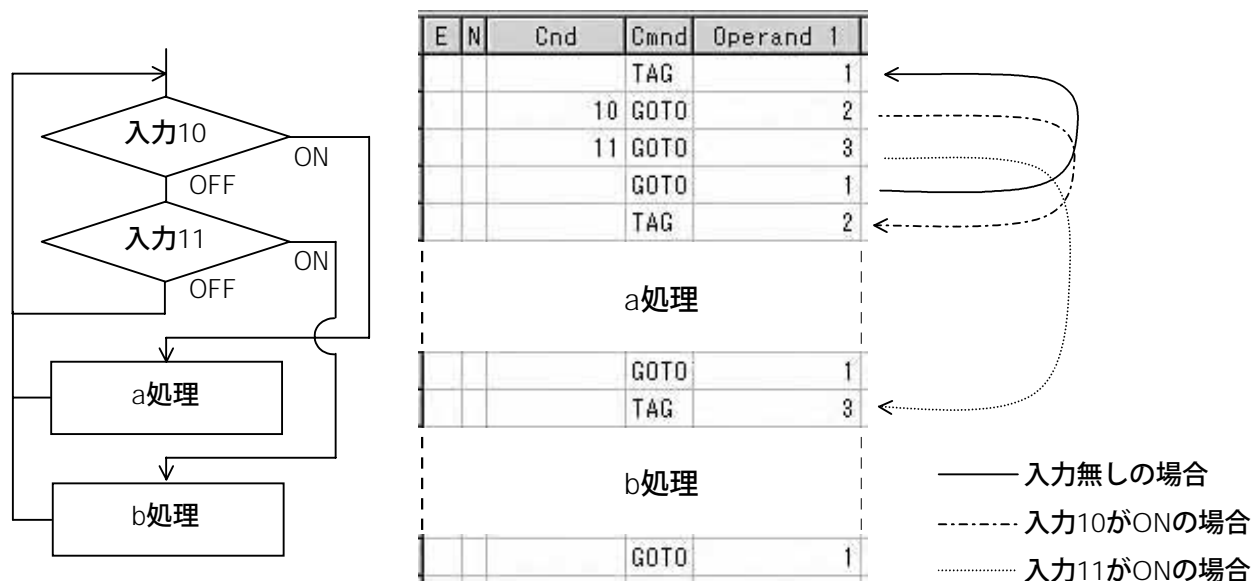 入力10
ON
OFF
入力11
ON
OFF
a処理
b処理
E N Cnd Cmnd Operand 1
TAG 1
10 GOTO 2
11 GOTO 3
GOTO 1
TAG 2
a処理
GOTO 1
TAG 3
b処理
GOTO 1
入力無しの場合
入力10がONの場合
入力11がONの場合